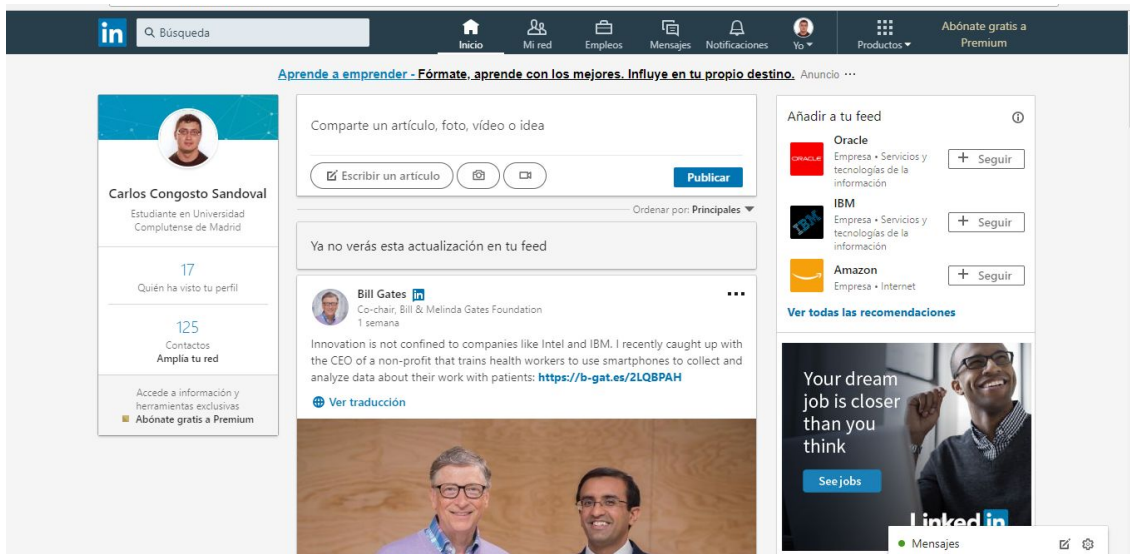 in
Búsqueda
Inicio
Mi red
Empleos
Mensajes
Notificaciones
Yo
Productos
Abónate gratis a
Premium
Aprende a emprender - Fórmate, aprende con los mejores. Influye en tu propio destino. Anuncio ···
Carlos Congosto Sandoval
Estudiante en Universidad
Complutense de Madrid
17
Quién ha visto tu perfil
125
Contactos
Amplía tu red
Accede a información y
herramientas exclusivas
Abónate gratis a Premium
Comparte un artículo, foto, vídeo o idea
Escribir un artículo
Publicar
Ordenar por: Principales
Ya no verás esta actualización en tu feed
Bill Gates in
Co-chair, Bill & Melinda Gates Foundation
1 semana
Innovation is not confined to companies like Intel and IBM. I recently caught up with
the CEO of a non-profit that trains health workers to use smartphones to collect and
analyze data about their work with patients: https://b-gat.es/2LQBPAH
Ver traducción
Añadir a tu feed
ORACLE
Oracle
Empresa • Servicios y
tecnologías de la
información
+ Seguir
IBM
IBM
Empresa • Servicios y
tecnologías de la
información
+ Seguir
Amazon
Empresa • Internet
+ Seguir
Ver todas las recomendaciones
Your dream
job is closer
than you
think
See jobs
Linked in
Mensajes